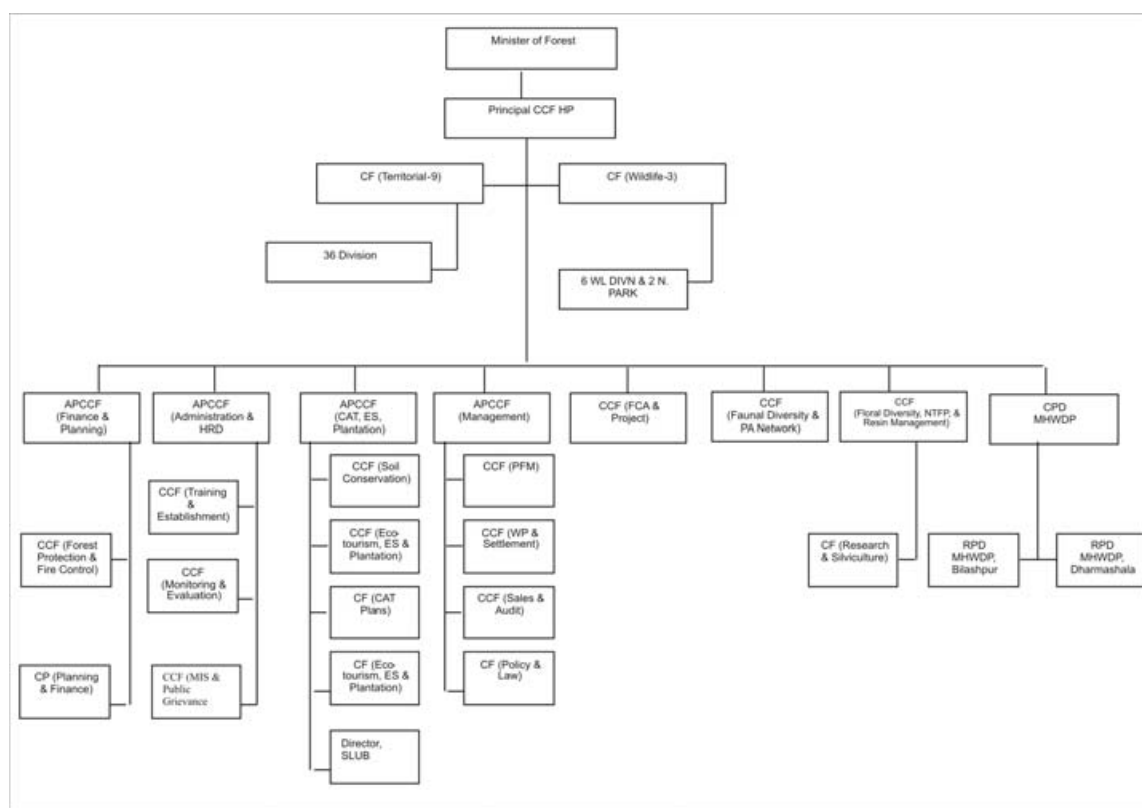 Minister of Forest
Principal CCF HP
CF (Territorial-9)
CF (Wildlife-3)
36 Division
6 WL DIVN & 2 N.
PARK
APCCF
(Finance &
Planning)
APCCF
(Administration &
HRD
APCCF
(CAT, ES,
Plantation)
APCCF
(Management)
CCF (FCA &
Project)
CCF
(Faunal Diversity &
PA Network)
CCF
(Floral Diversity, NTFP, &
Resin Management)
CPD
MHWDP
CCF (Forest
Protection &
Fire Control)
CP (Planning
& Finance)
CCF (Training
&
Establishment)
CCF
(Monitoring &
Evaluation)
CCF (MIS &
Public
Grievance
CCF (Soil
Conservation)
CCF (Eco-
tourism, ES &
Plantation)
CF (CAT
Plans)
CF (Eco-
tourism, ES &
Plantation)
Director,
SLUB
CCF (PFM)
CCF (WP &
Settlement)
CCF (Sales &
Audit)
CF (Policy &
Law)
CF (Research
& Silviculture)
RPD
MHWDP,
Bilashpur
RPD
MHWDP,
Dharmashala